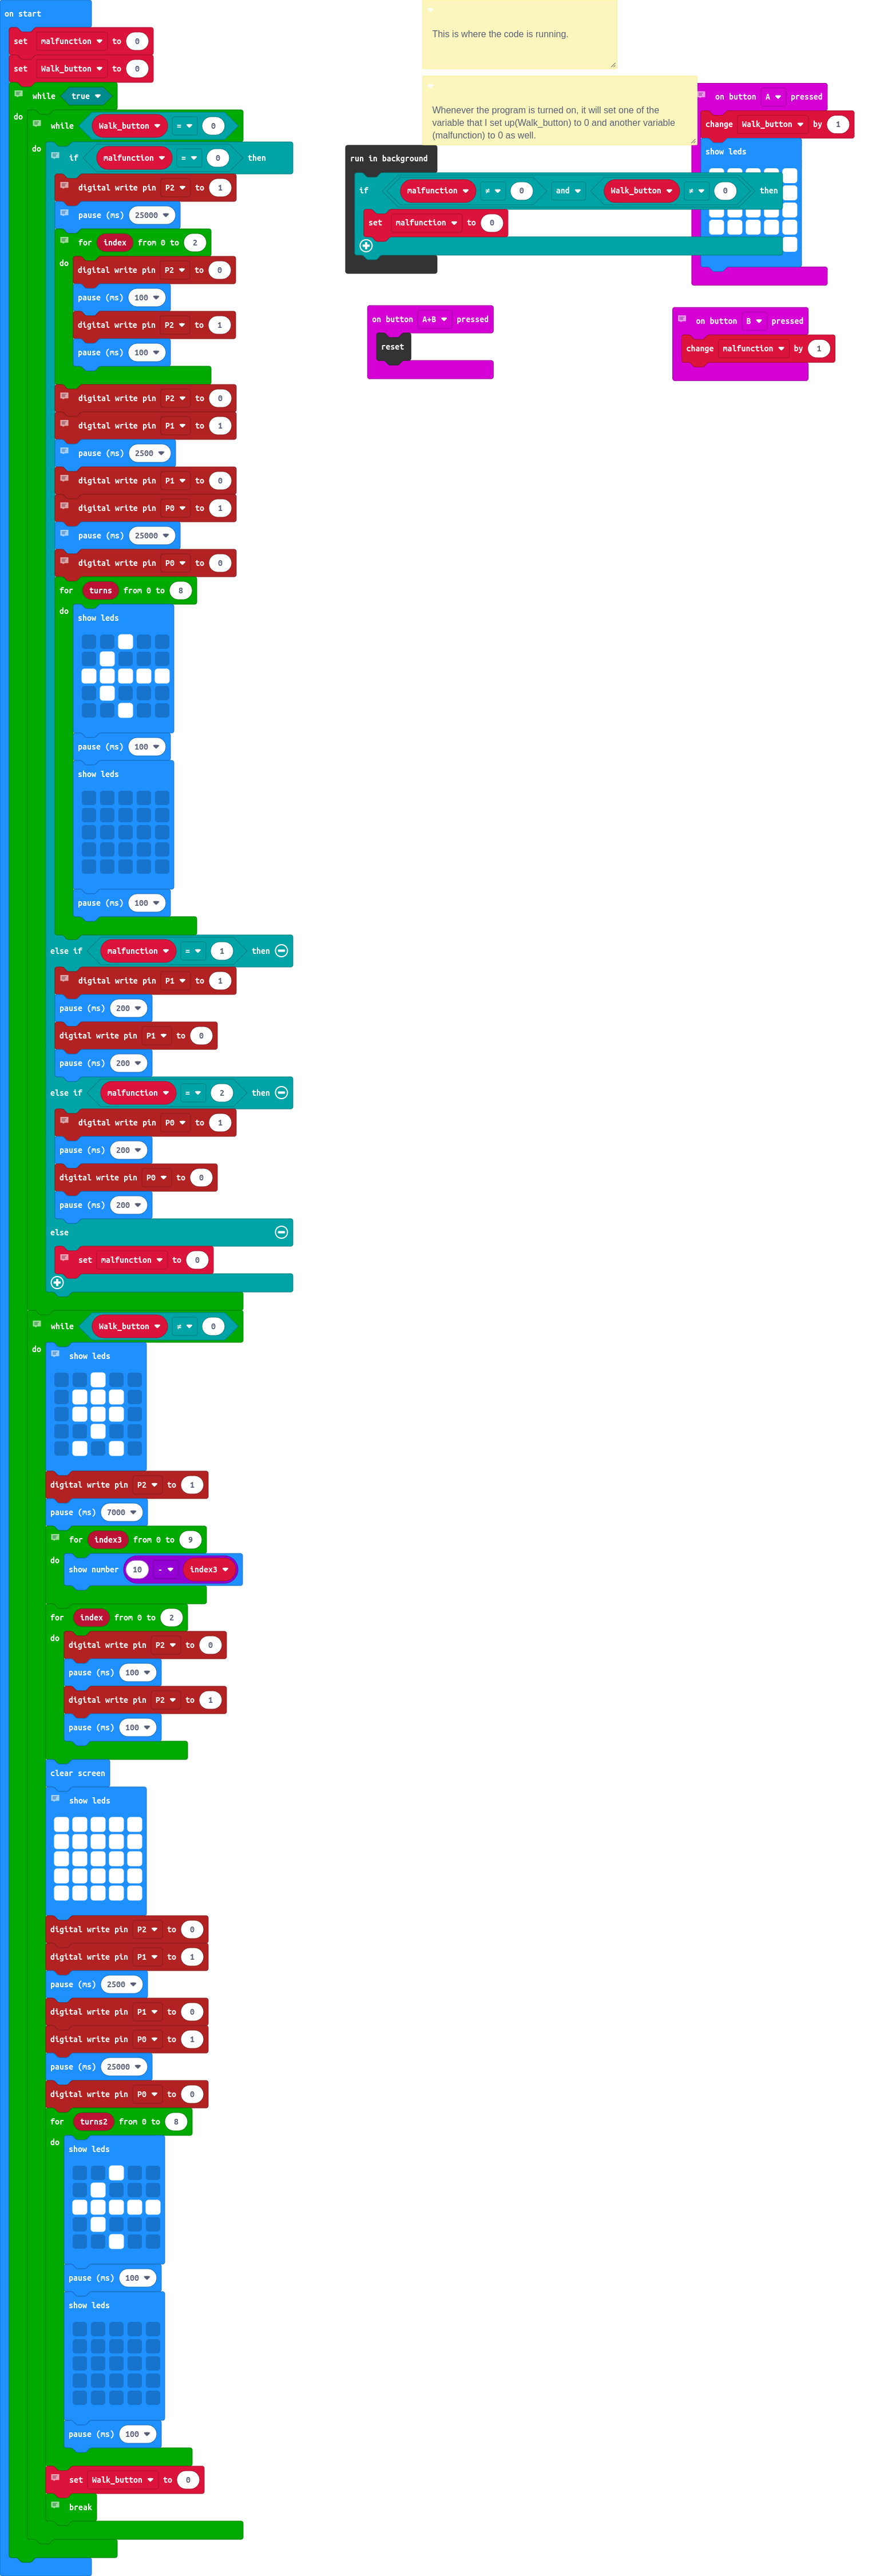 on start
set malfunction to 0
set Walk_button to 0
while true
do
while Walk_button = 0
do
if malfunction = 0 then
digital write pin P2 to 1
pause (ms) 25000
for index from 0 to 2
do
digital write pin P2 to 0
pause (ms) 100
digital write pin P2 to 1
pause (ms) 100
digital write pin P2 to 0
digital write pin P1 to 1
pause (ms) 2500
digital write pin P1 to 0
digital write pin P0 to 1
pause (ms) 25000
digital write pin P0 to 0
for turns from 0 to 8
do
show leds
pause (ms) 100
show leds
pause (ms) 100
else if malfunction = 1 then
digital write pin P1 to 1
pause (ms) 200
digital write pin P1 to 0
pause (ms) 200
else if malfunction = 2 then
digital write pin P0 to 1
pause (ms) 200
digital write pin P0 to 0
pause (ms) 200
else
set malfunction to 0
while Walk_button ≠ 0
do
show leds
digital write pin P2 to 1
pause (ms) 7000
for index3 from 0 to 9
do
show number 10 - index3
for index from 0 to 2
do
digital write pin P2 to 0
pause (ms) 100
digital write pin P2 to 1
pause (ms) 100
clear screen
show leds
digital write pin P2 to 0
digital write pin P1 to 1
pause (ms) 2500
digital write pin P1 to 0
digital write pin P0 to 1
pause (ms) 25000
digital write pin P0 to 0
for turns2 from 0 to 8
do
show leds
pause (ms) 100
show leds
pause (ms) 100
set Walk_button to 0
break
This is where the code is running.
Whenever the program is turned on, it will set one of the
variable that I set up(Walk_button) to 0 and another variable
(malfunction) to 0 as well.
run in background
if malfunction ≠ 0 and Walk_button ≠ 0 then
set malfunction to 0
on button A pressed
change Walk_button by 1
show leds
on button A+B pressed
reset
on button B pressed
change malfunction by 1